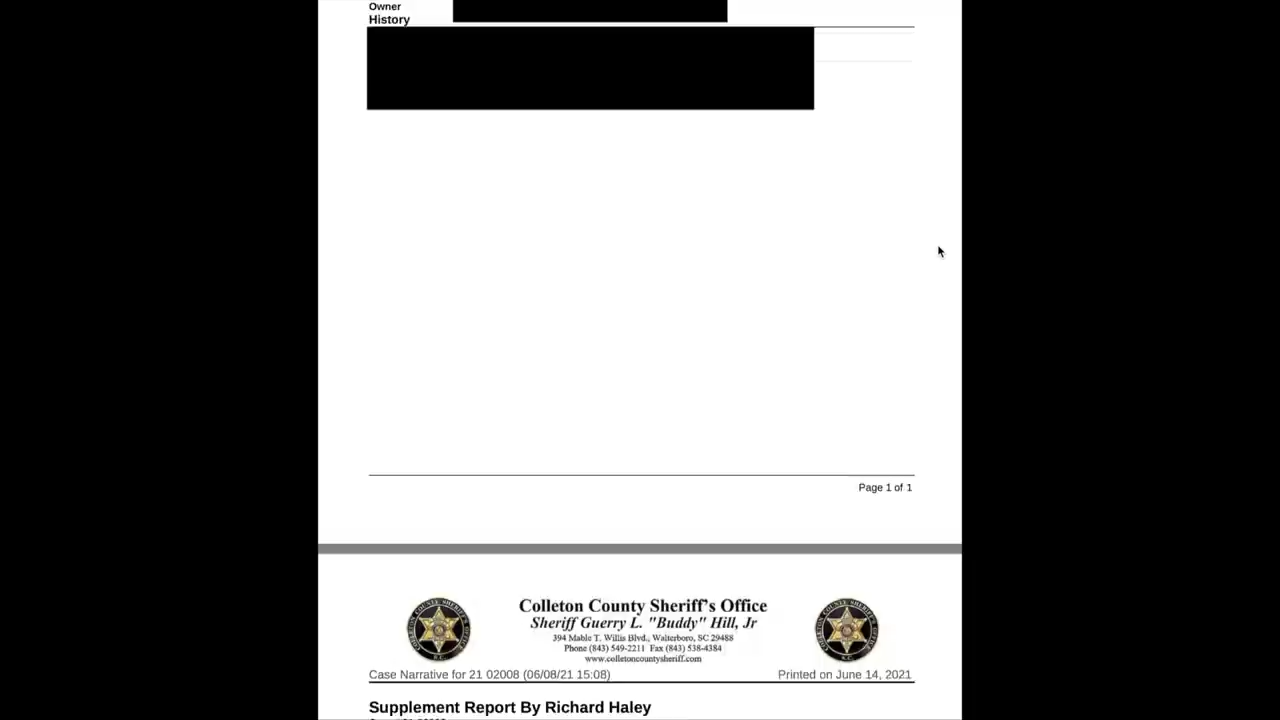 Owner
History
Page 1 of 1
Colleton County Sheriff's Office
Sheriff Guerry L. "Buddy" Hill, Jr
394 Mable T. Willis Blvd., Walterboro, SC 29488
Phone (843) 549-2211 Fax (843) 538-4384
www.colletoncountysheriff.com
Case Narrative for 21 02008 (06/08/21 15:08)
Printed on June 14, 2021
Supplement Report By Richard Haley